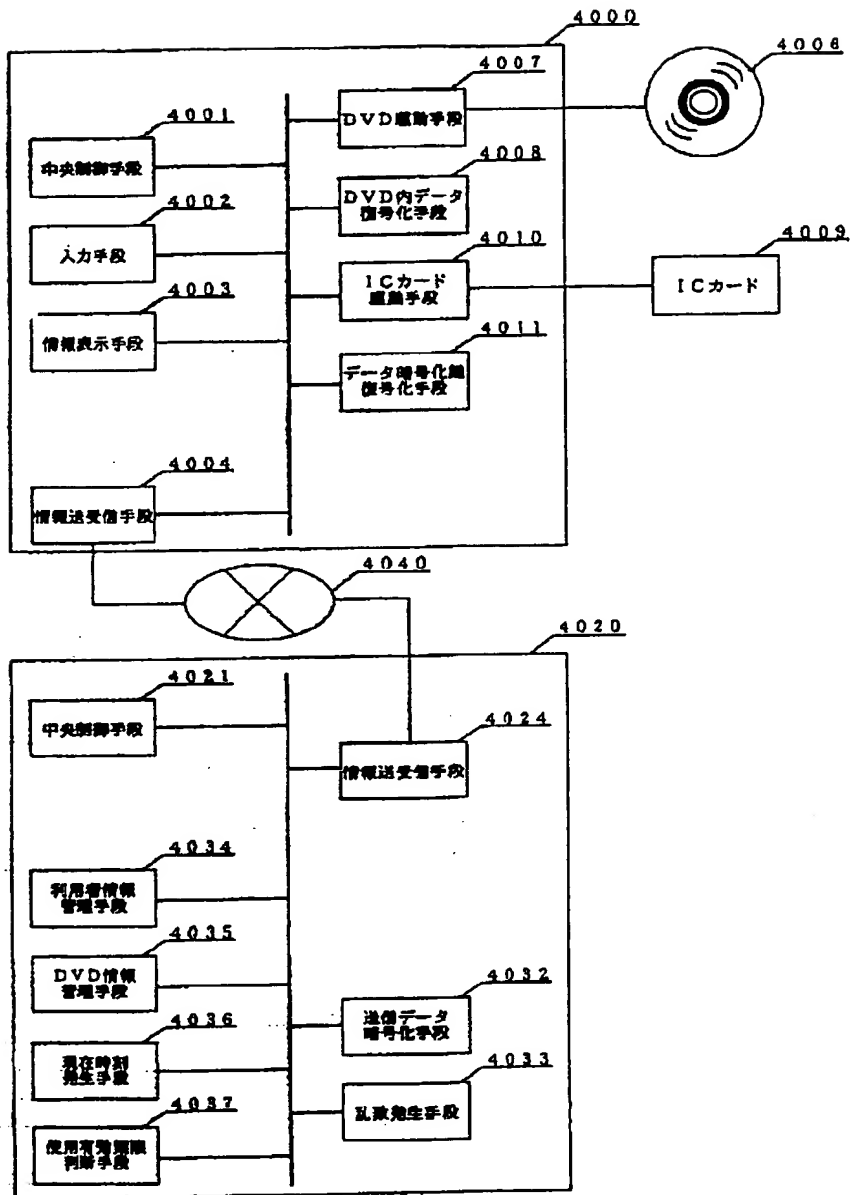 4000
4007
4006
DVD駆動手段
4001
中央制御手段
4008
DVD内データ
復号化手段
4002
入力手段
4010
ICカード
駆動手段
4009
ICカード
4003
情報表示手段
4011
データ暗号化鍵
復号化手段
4004
情報送受信手段
4040
4020
4021
中央制御手段
4024
情報送受信手段
4034
利用者情報
管理手段
4035
DVD情報
管理手段
4032
送信データ
暗号化手段
4036
現在時刻
発生手段
4033
乱数発生手段
4037
使用有効期限
判断手段